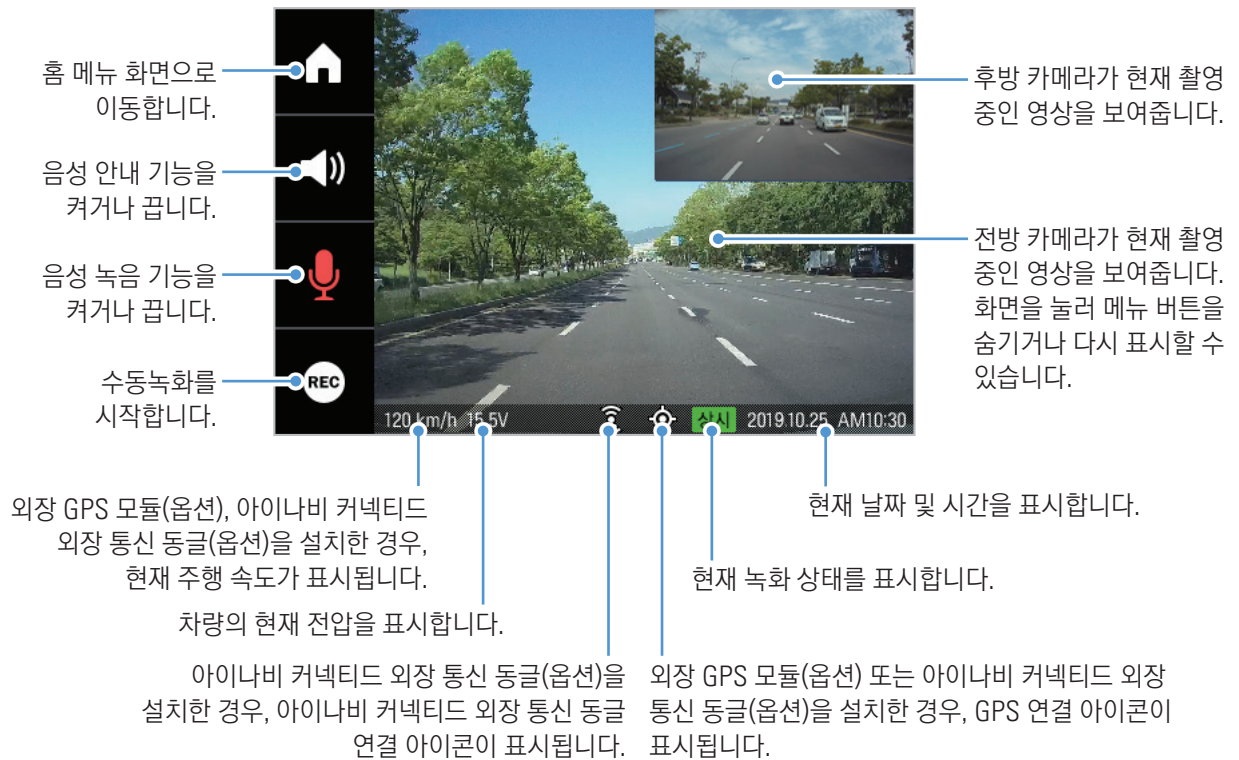 홈 메뉴 화면으로
이동합니다.
음성 안내 기능을
켜거나 끕니다.
음성 녹음 기능을
켜거나 끕니다.
수동녹화를
시작합니다.
REC
후방 카메라가 현재 촬영
중인 영상을 보여줍니다.
전방 카메라가 현재 촬영
중인 영상을 보여줍니다.
화면을 눌러 메뉴 버튼을
숨기거나 다시 표시할 수
있습니다.
120 km/h 15.5V 상시 2019.10.25 AM10:30
외장 GPS 모듈(옵션), 아이나비 커넥티드
외장 통신 동글(옵션)을 설치한 경우,
현재 주행 속도가 표시됩니다.
차량의 현재 전압을 표시합니다.
아이나비 커넥티드 외장 통신 동글(옵션)을
설치한 경우, 아이나비 커넥티드 외장 통신 동글
연결 아이콘이 표시됩니다.
현재 날짜 및 시간을 표시합니다.
현재 녹화 상태를 표시합니다.
외장 GPS 모듈(옵션) 또는 아이나비 커넥티드 외장
통신 동글(옵션)을 설치한 경우, GPS 연결 아이콘이
표시됩니다.